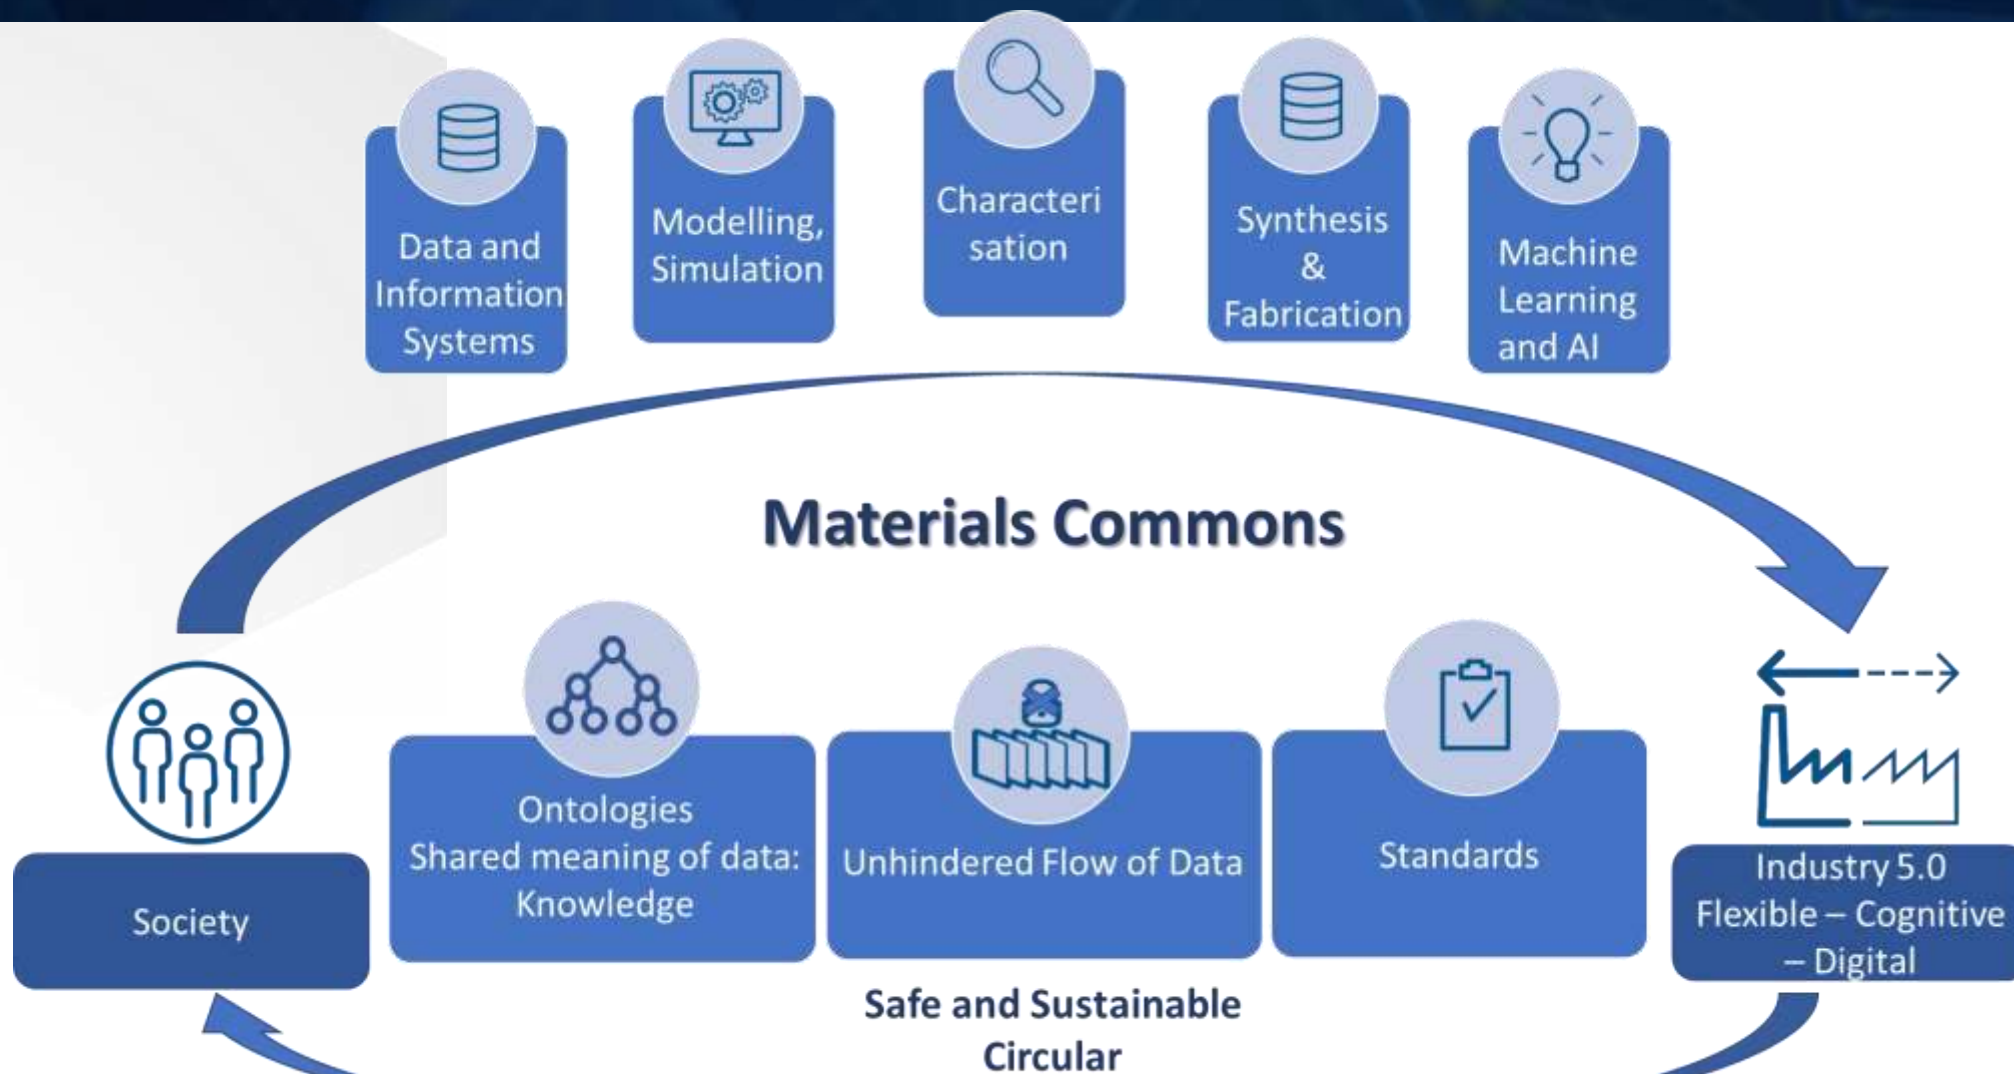 Data and
Information
Systems
Modelling,
Simulation
Characteri
sation
Synthesis
&
Fabrication
Machine
Learning
and AI
Materials Commons
Society
Ontologies
Shared meaning of data:
Knowledge
Unhindered Flow of Data
Standards
Industry 5.0
Flexible – Cognitive
– Digital
Safe and Sustainable
Circular